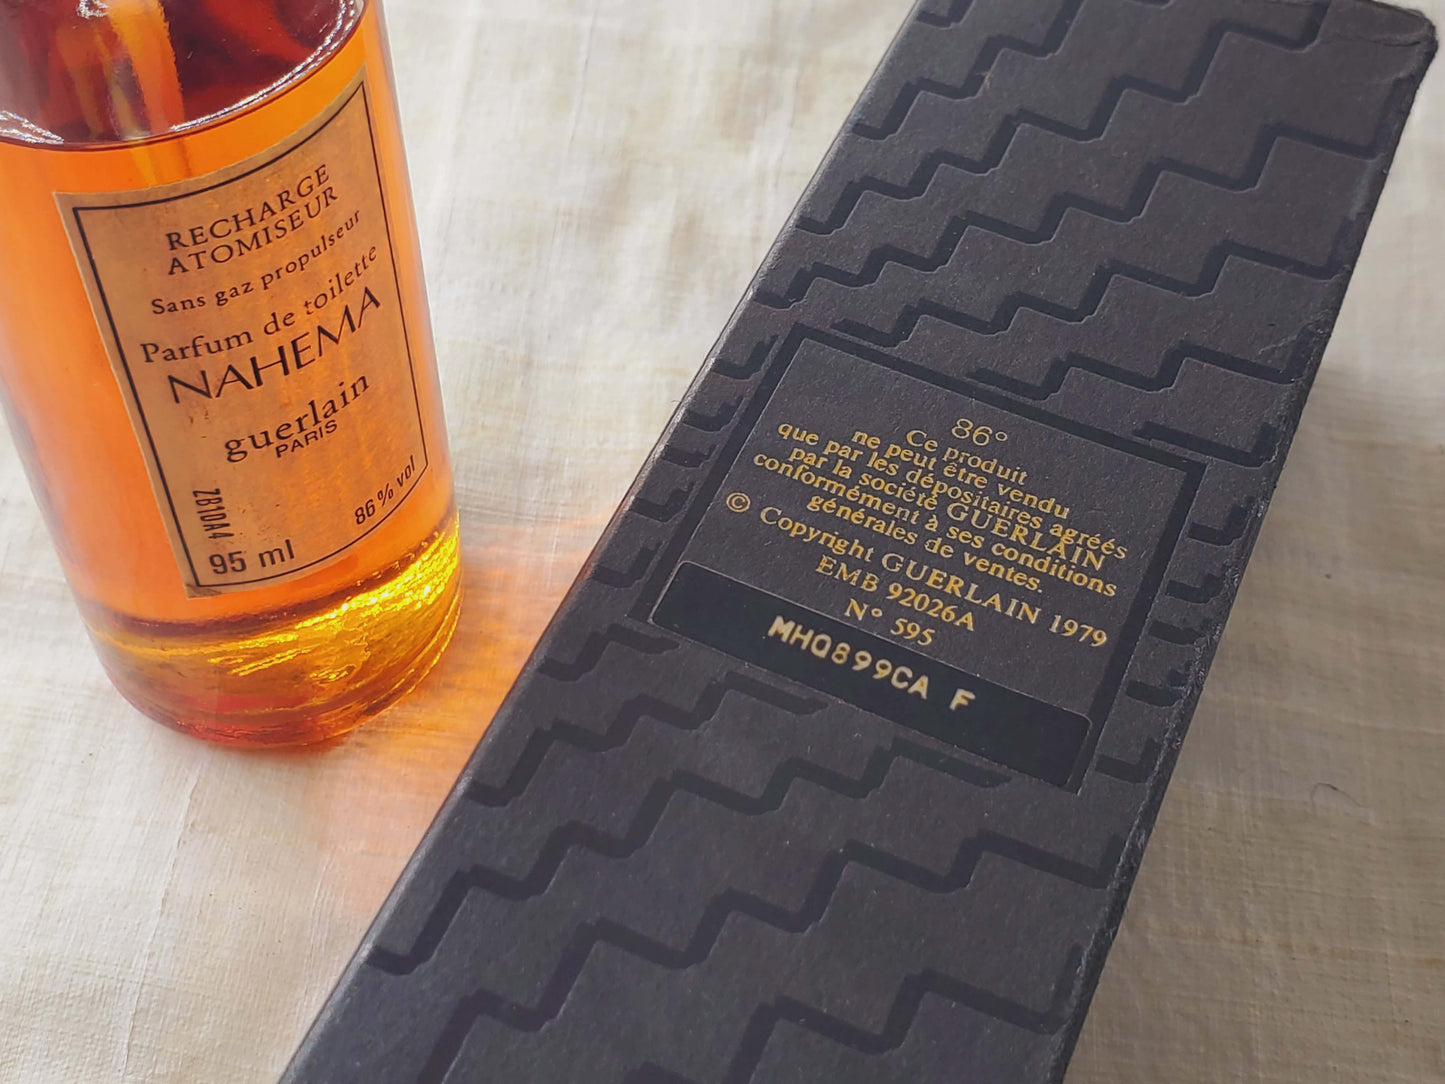 RECHARGE
ATOMISEUR
Sans gaz propulseur
Parfum de toilette
NAHEMA
guerlain
PARIS
86% vol
ZB10A4
95 ml
86°
Ce produit
ne peut être vendu
que par les dépositaires agréés
par la société GUERLAIN
conformément à ses conditions
générales de ventes.
© Copyright GUERLAIN 1979
EMB 92026A
N° 595
MHQ899CA F